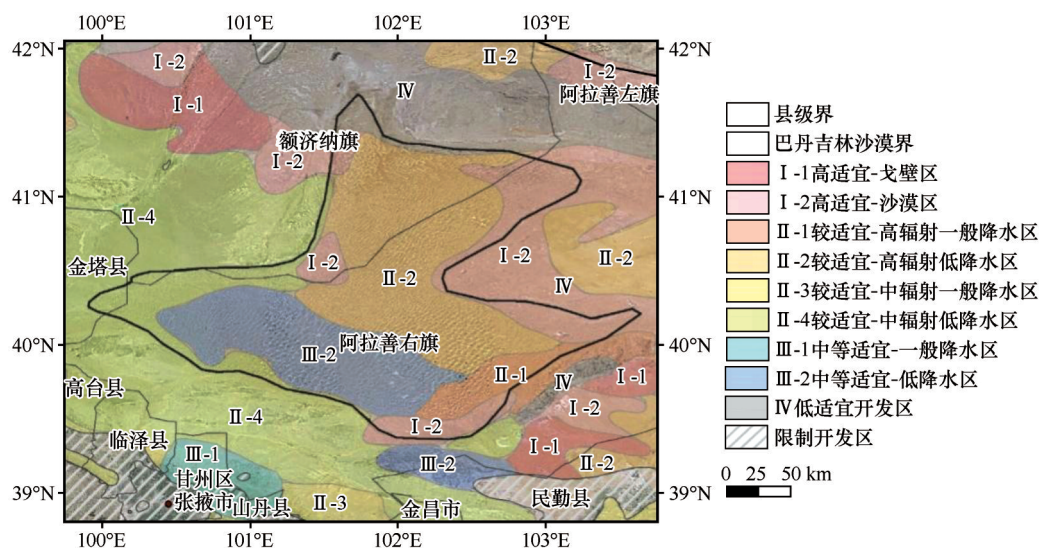 100°E 101°E 102°E 103°E
42°N 42°N
Ⅰ-2 Ⅱ-2 Ⅰ-2
Ⅳ 阿拉善左旗
Ⅰ-1
额济纳旗
Ⅰ-2
41°N 41°N
Ⅱ-4
金塔县 Ⅰ-2 Ⅰ-2 Ⅱ-2
Ⅱ-2 Ⅳ
40°N 阿拉善右旗 40°N
Ⅲ-2
Ⅱ-1 Ⅳ Ⅰ-1
高台县
Ⅱ-4 Ⅰ-2 Ⅰ-2
临泽县 Ⅰ-1
Ⅲ-1 Ⅲ-2 Ⅱ-2
甘州区
39°N 张掖市 山丹县 Ⅱ-3 金昌市 民勤县 39°N
100°E 101°E 102°E 103°E
县级界
巴丹吉林沙漠界
Ⅰ-1高适宜-戈壁区
Ⅰ-2高适宜-沙漠区
Ⅱ-1较适宜-高辐射一般降水区
Ⅱ-2较适宜-高辐射低降水区
Ⅱ-3较适宜-中辐射一般降水区
Ⅱ-4较适宜-中辐射低降水区
Ⅲ-1中等适宜-一般降水区
Ⅲ-2中等适宜-低降水区
Ⅳ低适宜开发区
限制开发区
0 25 50 km